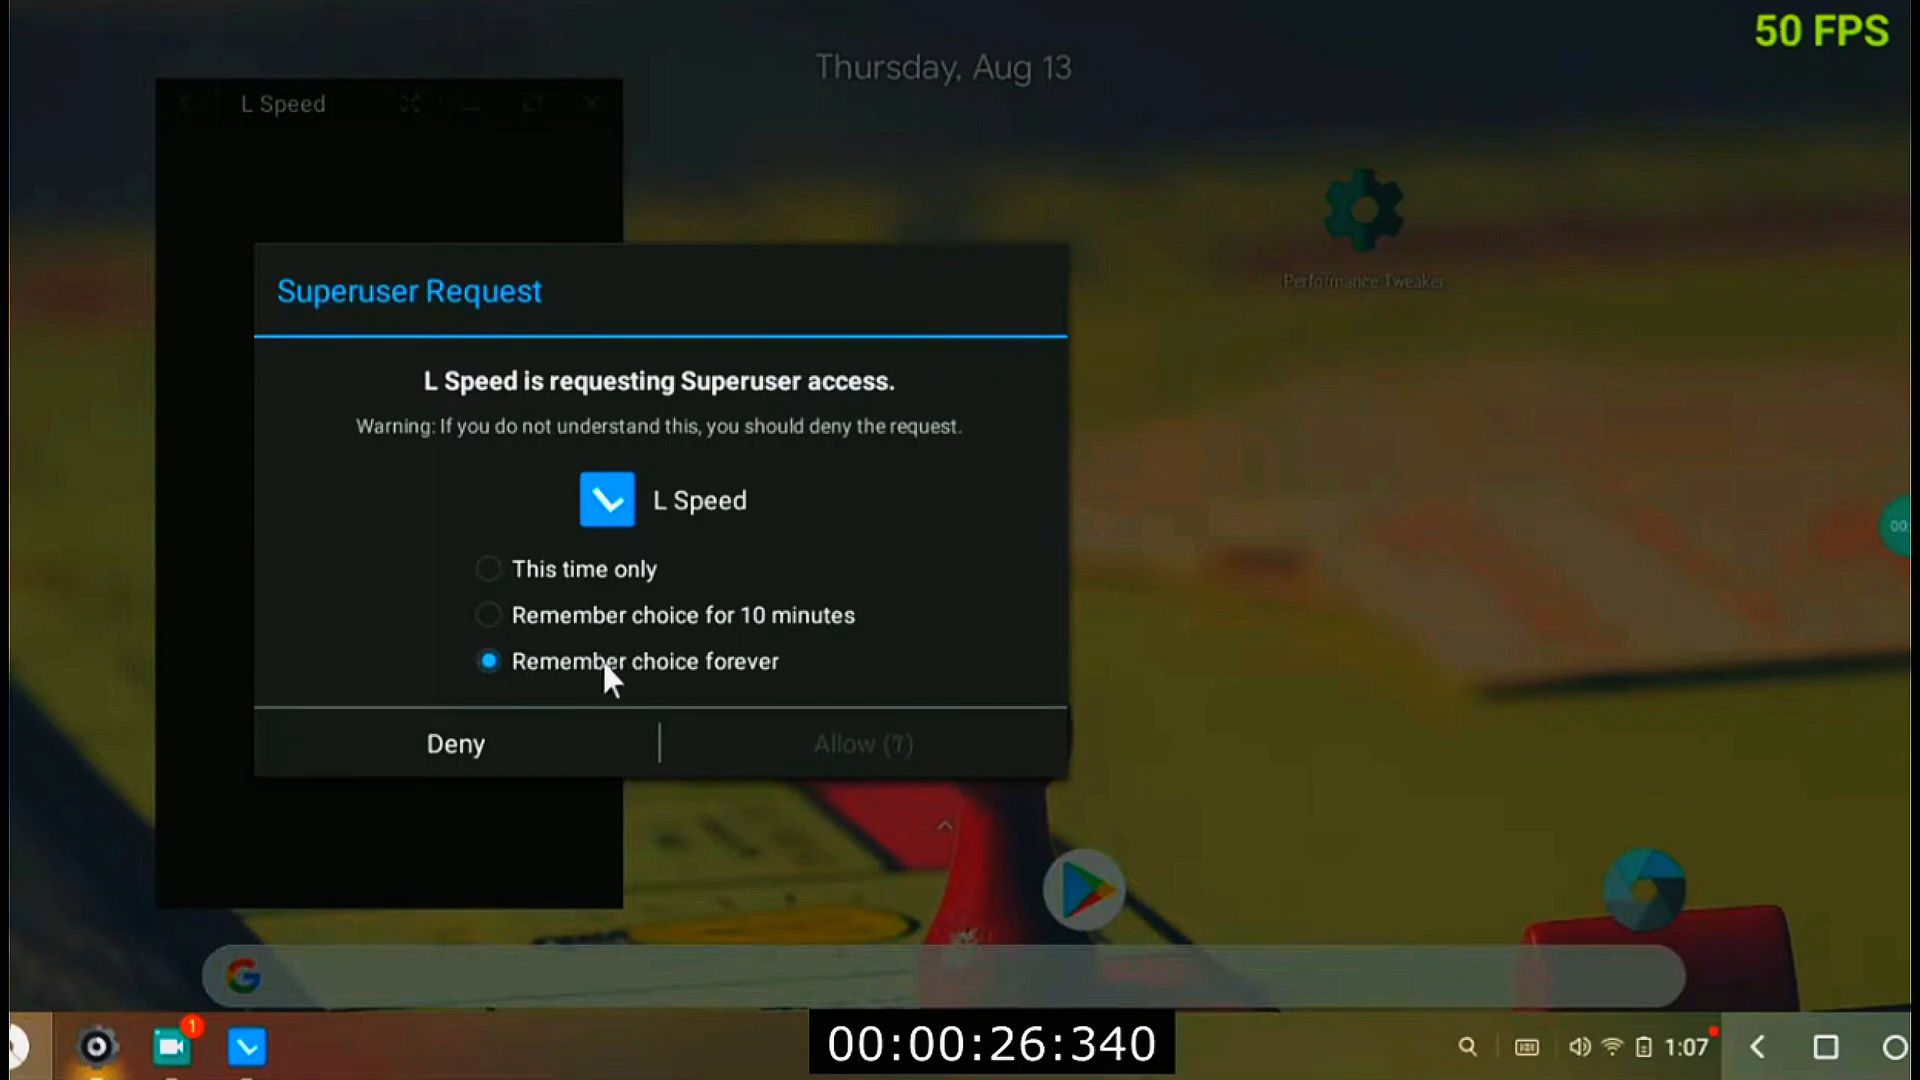 50 FPS
Thursday, Aug 13
L Speed
Performance Tweaker
Superuser Request
L Speed is requesting Superuser access.
Warning: If you do not understand this, you should deny the request.
L Speed
This time only
Remember choice for 10 minutes
Remember choice forever
Deny
Allow (7)
00:
1
00:00:26:340
1:07